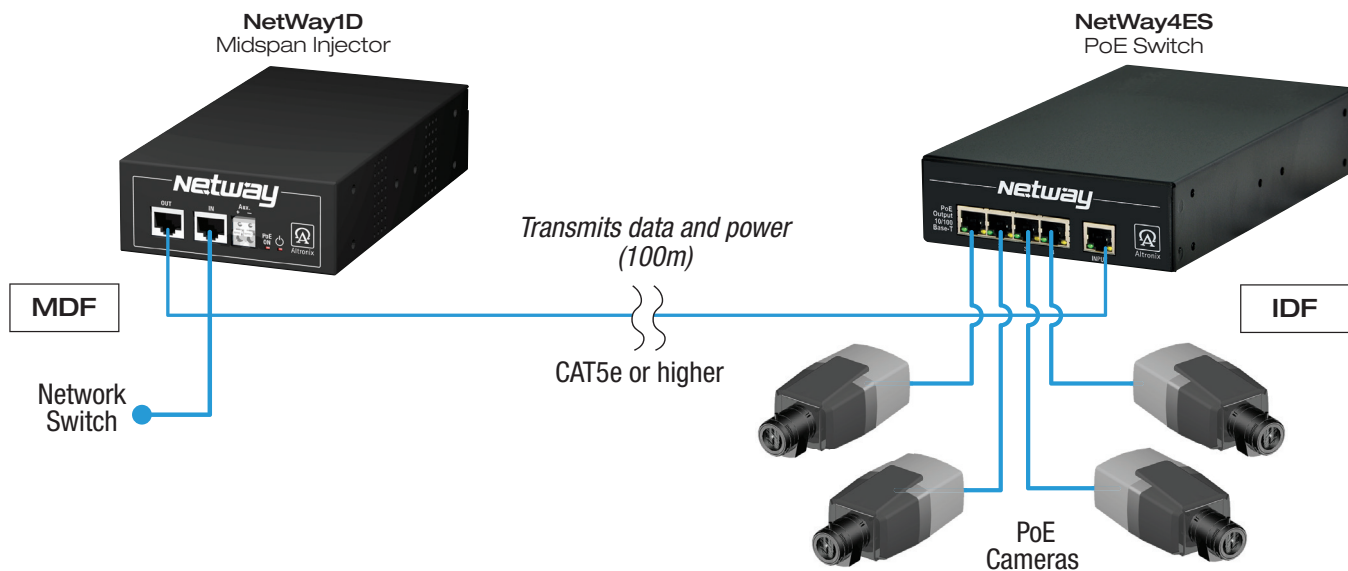 NetWay1D
Midspan Injector
NetWay4ES
PoE Switch
Netway
OUT
IN
Aux.
+ −
PoE
ON
Altronix
Netway
PoE
Output
10/100
Base-T
INPUT
Altronix
Transmits data and power
(100m)
MDF
IDF
CAT5e or higher
Network
Switch
PoE
Cameras